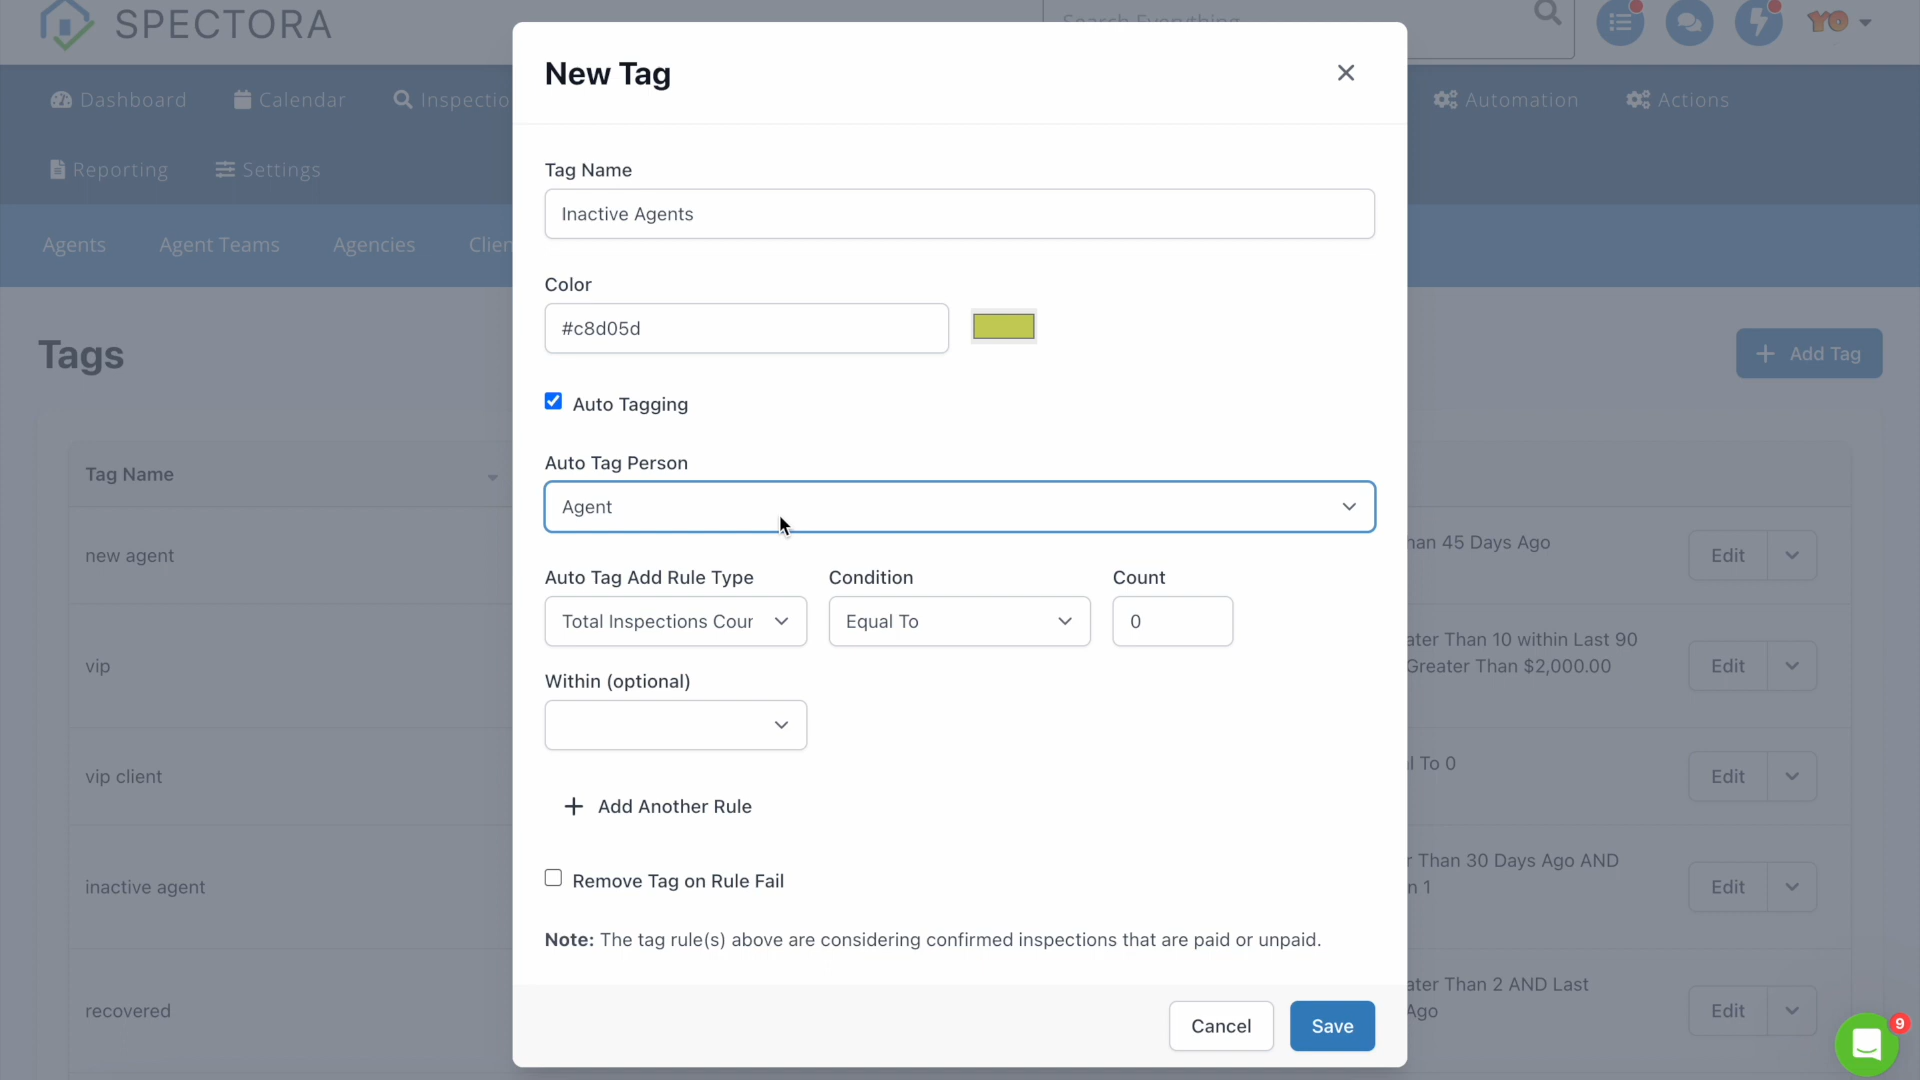 SPECTORA
Search Everything
YO
Dashboard
Calendar
Inspectio
Automation
Actions
Reporting
Settings
Agents
Agent Teams
Agencies
Clien
Tags
Add Tag
Tag Name
new agent
han 45 Days Ago
Edit
vip
ater Than 10 within Last 90
Greater Than $2,000.00
Edit
vip client
l To 0
Edit
inactive agent
r Than 30 Days Ago AND
n 1
Edit
recovered
ater Than 2 AND Last
Ago
Edit
9
New Tag
Tag Name
Inactive Agents
Color
#c8d05d
Auto Tagging
Auto Tag Person
Agent
Auto Tag Add Rule Type
Condition
Count
Total Inspections Cour
Equal To
0
Within (optional)
Add Another Rule
Remove Tag on Rule Fail
Note: The tag rule(s) above are considering confirmed inspections that are paid or unpaid.
Cancel
Save